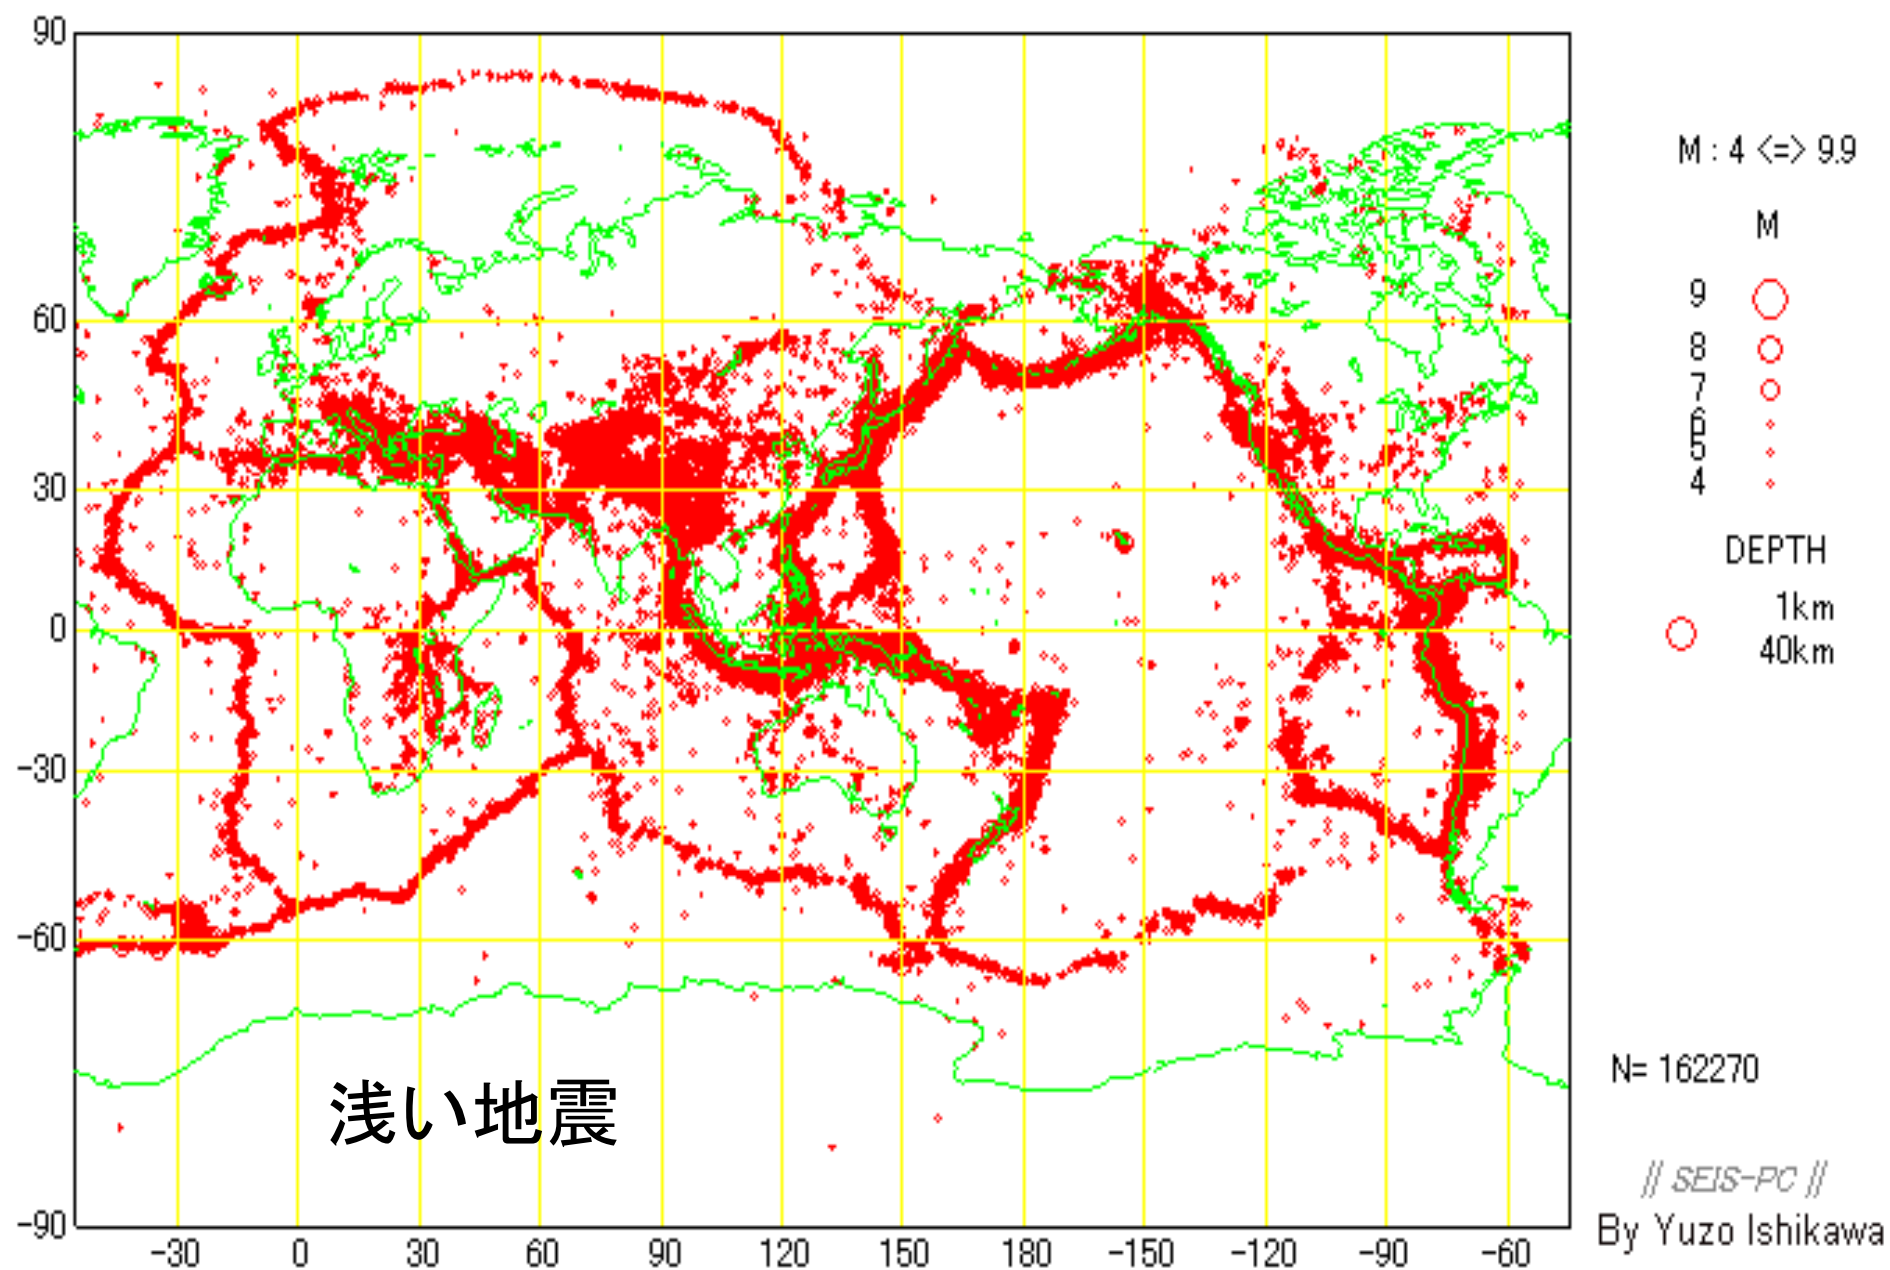 90
60
30
0
-30
-60
-90
-30 0 30 60 90 120 150 180 -150 -120 -90 -60
浅い地震
M : 4 <=> 9.9
M
9
8
7
6
5
4
DEPTH
1km
40km
N= 162270
// SEIS-PC //
By Yuzo Ishikawa